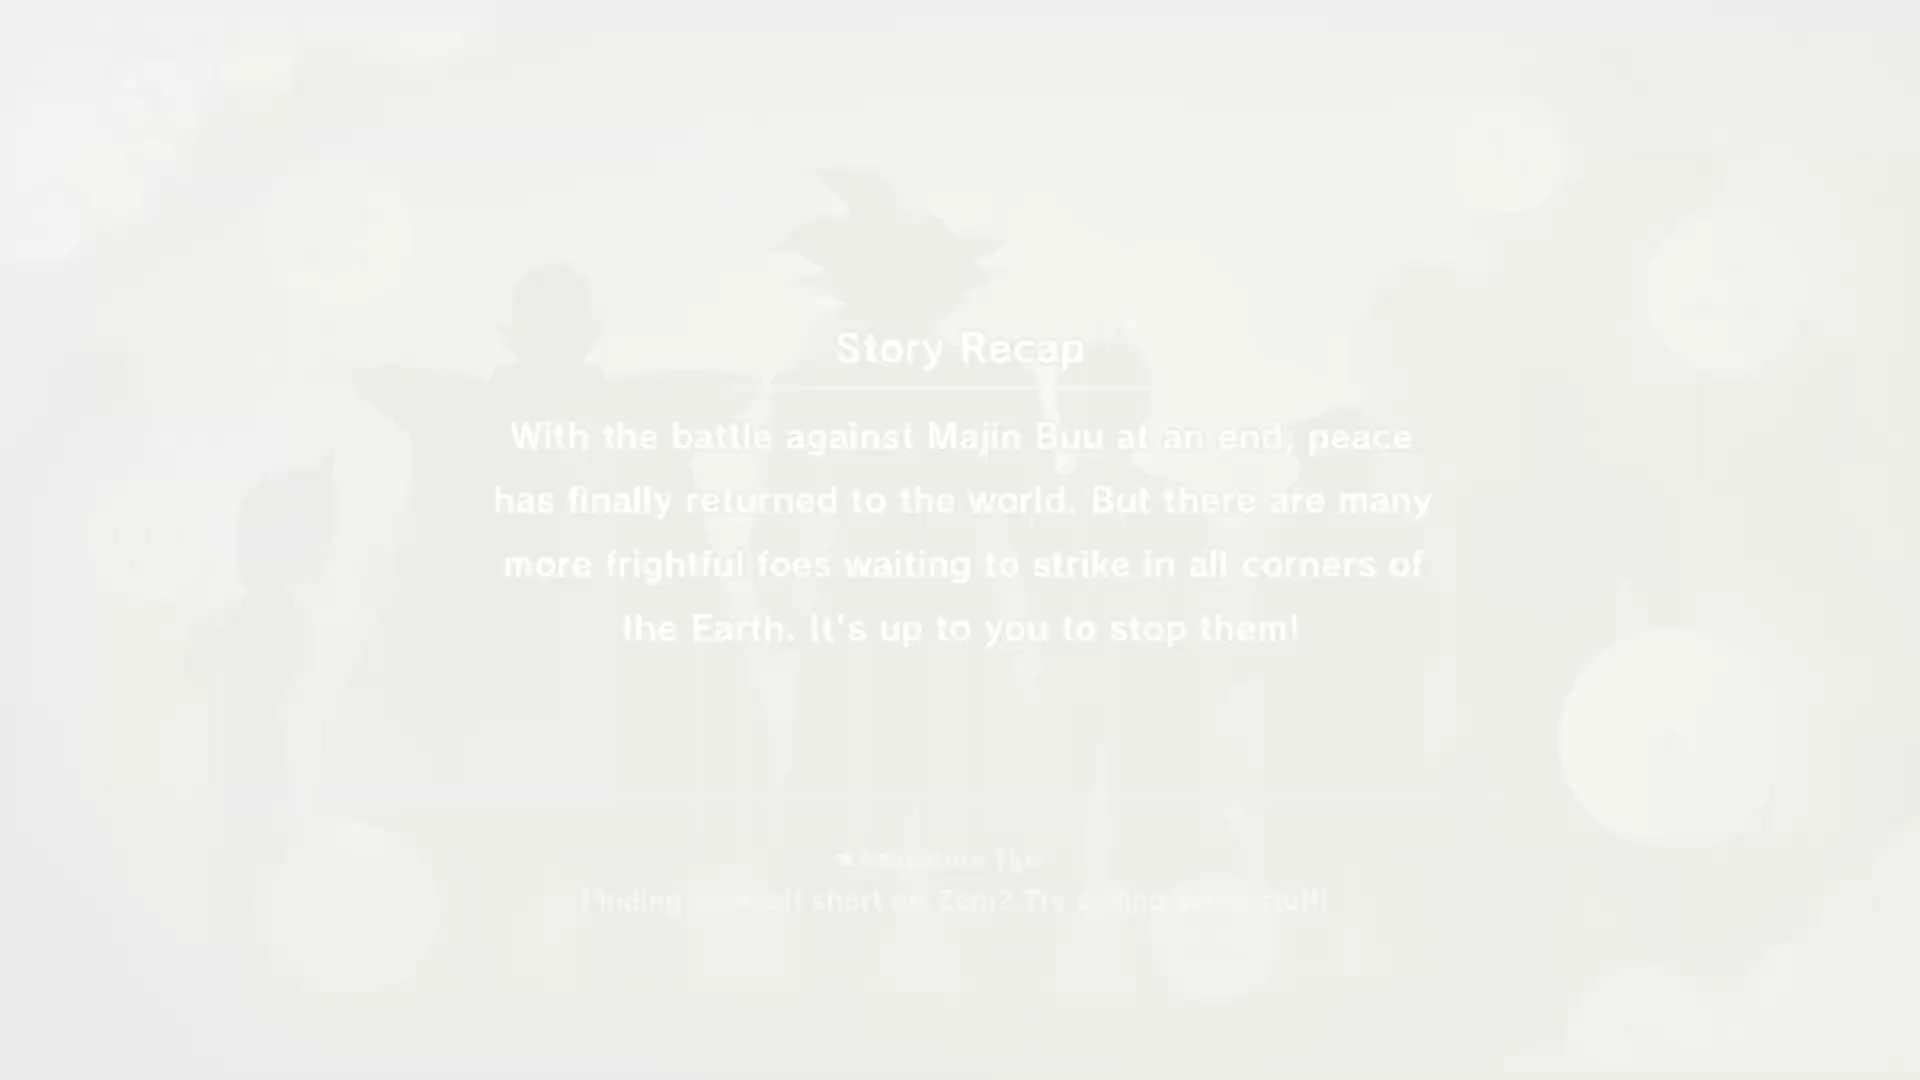 Story Recap
With the battle against Majin Buu at an end, peace
has finally returned to the world. But there are many
more frightful foes waiting to strike in all corners of
the Earth. It's up to you to stop them!
Tip
Finding short on Zeni? Try